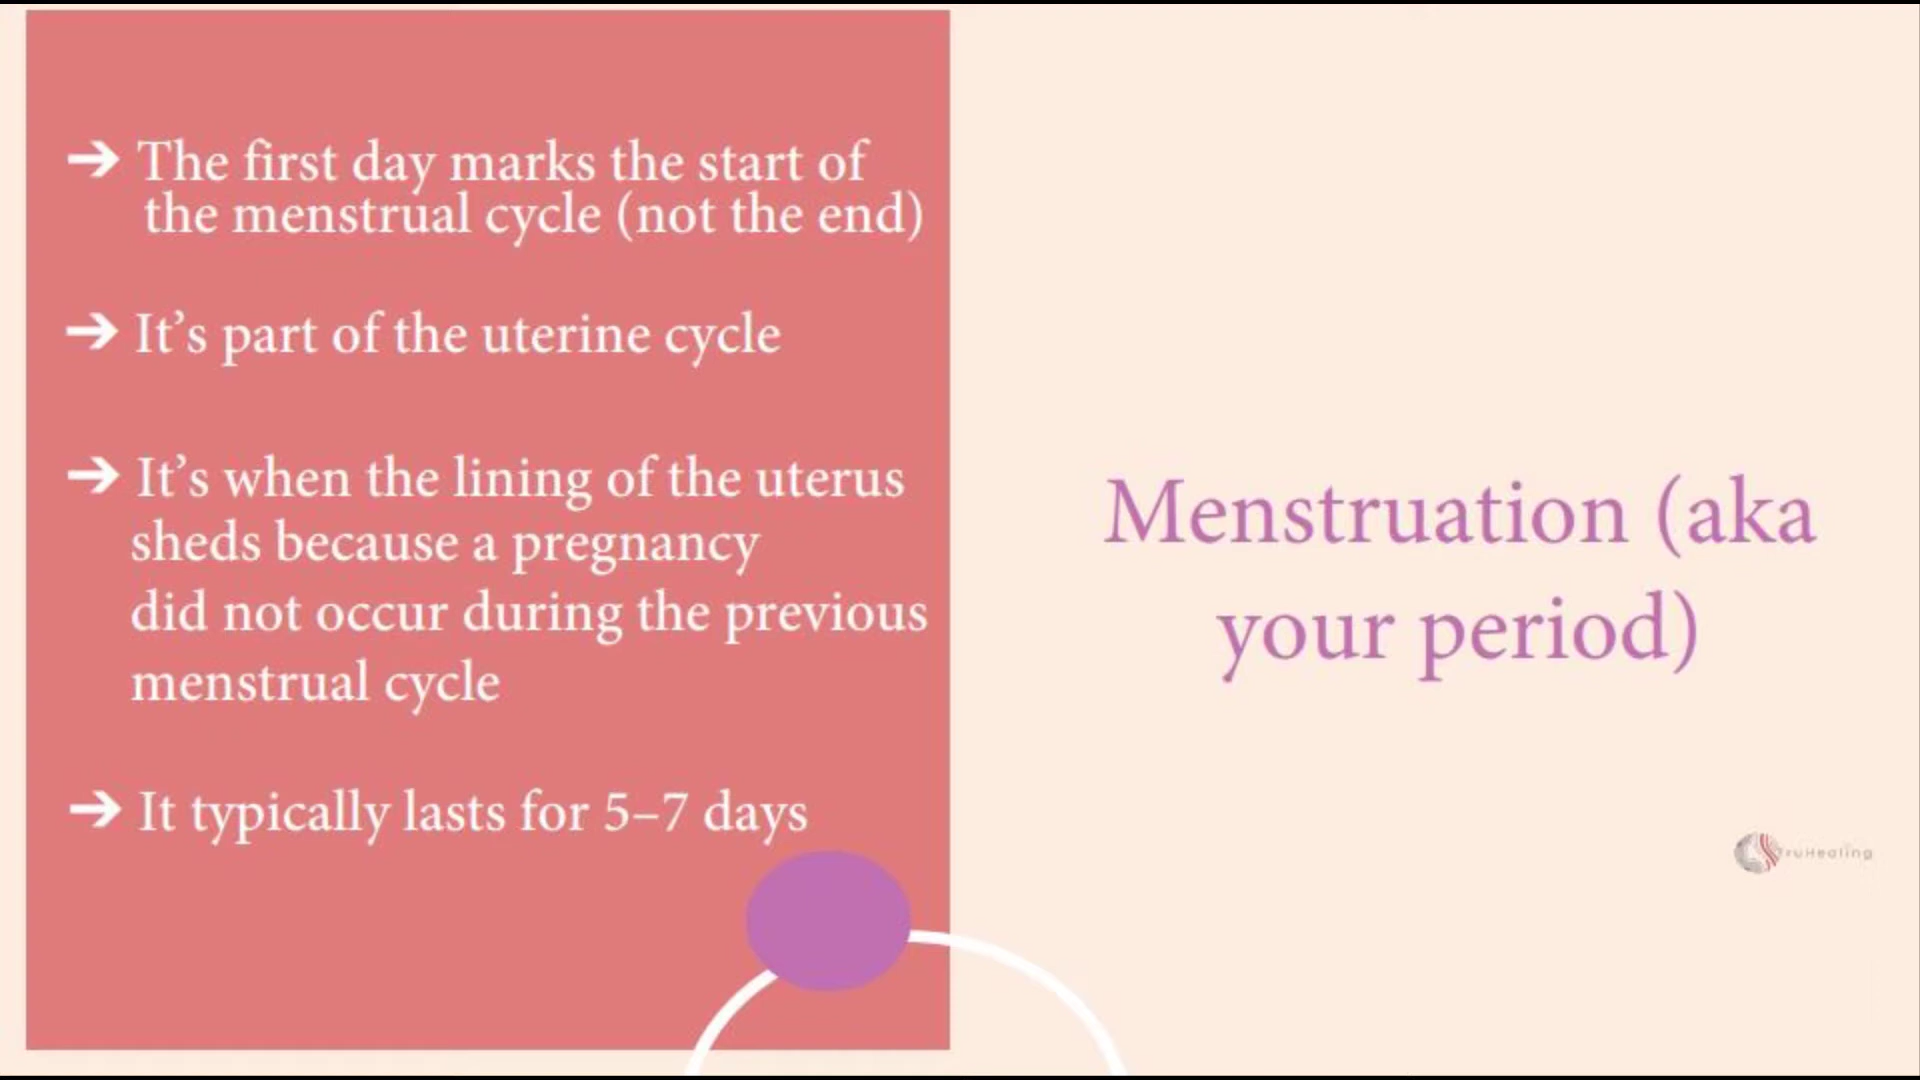 ➔ The first day marks the start of
the menstrual cycle (not the end)
➔ It’s part of the uterine cycle
➔ It’s when the lining of the uterus
sheds because a pregnancy
did not occur during the previous
menstrual cycle
➔ It typically lasts for 5–7 days
Menstruation (aka
your period)
TruHealing